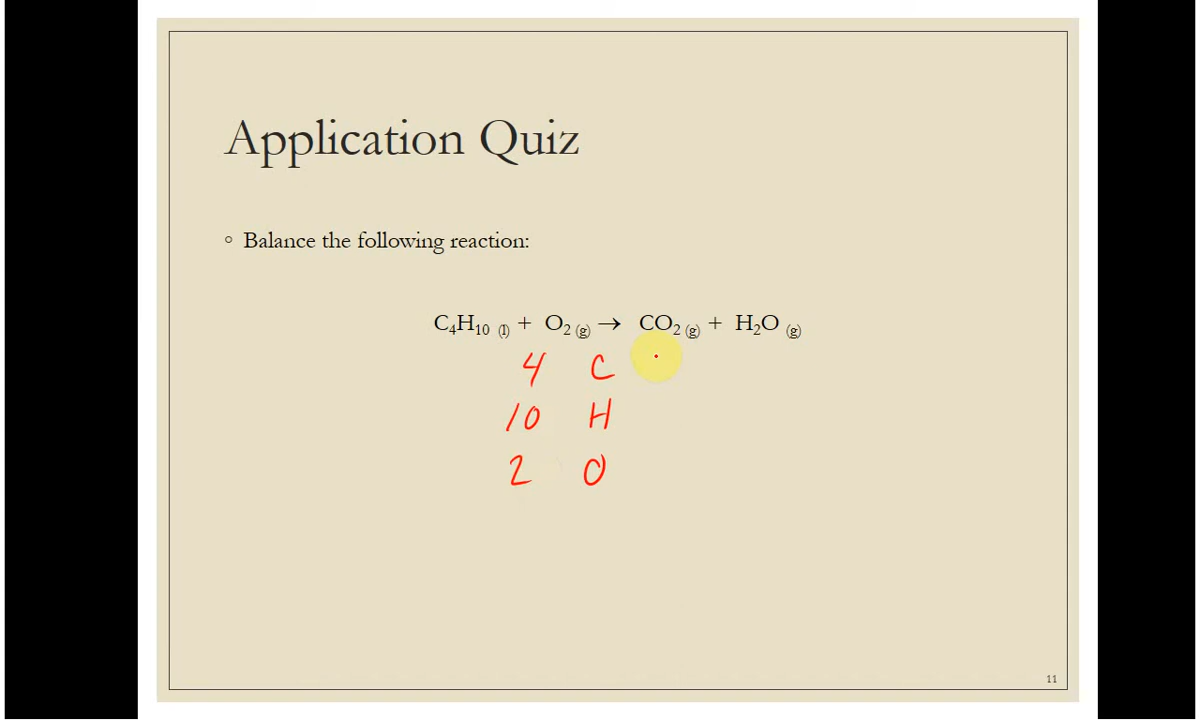 Application Quiz
◦ Balance the following reaction:
C₄H₁₀ (l) + O₂ (g) → CO₂ (g) + H₂O (g)
4 C
10 H
2 O
11